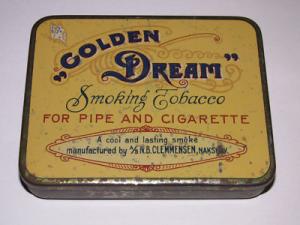 „GOLDEN
DREAM“
Smoking Tobacco
FOR PIPE AND CIGARETTE
A cool and lasting smoke
manufactured by A/S N.B. CLEMMENSEN, NAKSKOV.